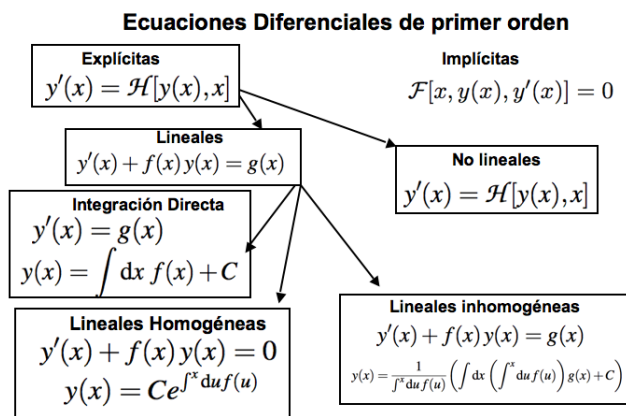 Ecuaciones Diferenciales de primer orden
Explícitas
y′(x) = ℋ[y(x),x]
Implícitas
ℱ[x, y(x), y′(x)] = 0
Lineales
y′(x) + f(x) y(x) = g(x)
No lineales
y′(x) = ℋ[y(x),x]
Integración Directa
y′(x) = g(x)
y(x) = ∫ dx f(x) + C
Lineales Homogéneas
y′(x) + f(x) y(x) = 0
y(x) = Ce^{∫^x du f(u)}
Lineales inhomogéneas
y′(x) + f(x) y(x) = g(x)
y(x) = \frac{1}{∫^x du f(u)} (∫ dx (∫^x du f(u)) g(x) + C)